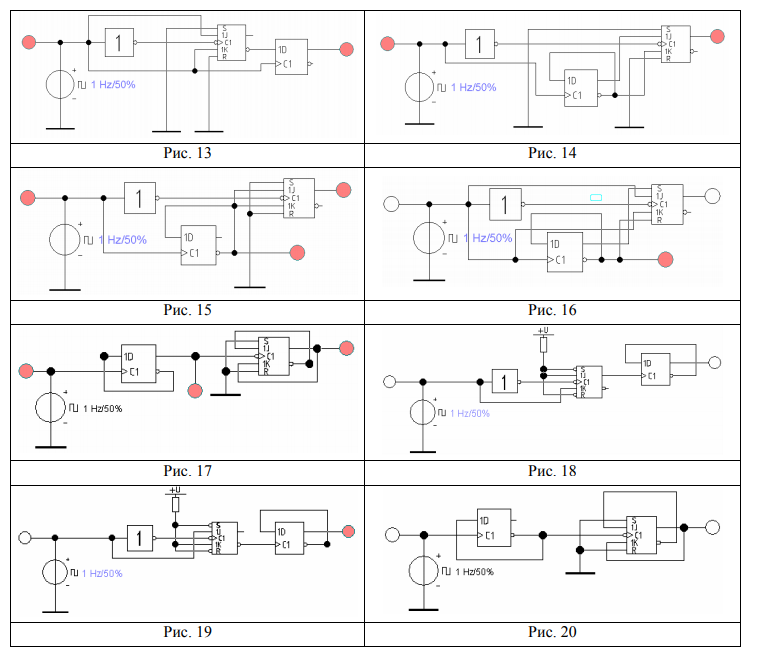 S
1J
C1
1K
R
1
1D
C1
+
1 Hz/50%
−
Рис. 13
S
1J
C1
1K
R
1
1D
C1
+
1 Hz/50%
−
Рис. 14
S
1J
C1
1K
R
1
1D
C1
+
1 Hz/50%
−
Рис. 15
S
1J
C1
1K
R
1
1D
C1
+
1 Hz/50%
−
Рис. 16
S
1J
C1
1K
R
1D
C1
+
1 Hz/50%
−
Рис. 17
+U
S
1J
C1
1K
R
1
1D
C1
+
1 Hz/50%
−
Рис. 18
+U
S
1J
C1
1K
R
1
1D
C1
+
1 Hz/50%
−
Рис. 19
1D
C1
S
1J
C1
1K
R
+
1 Hz/50%
−
Рис. 20